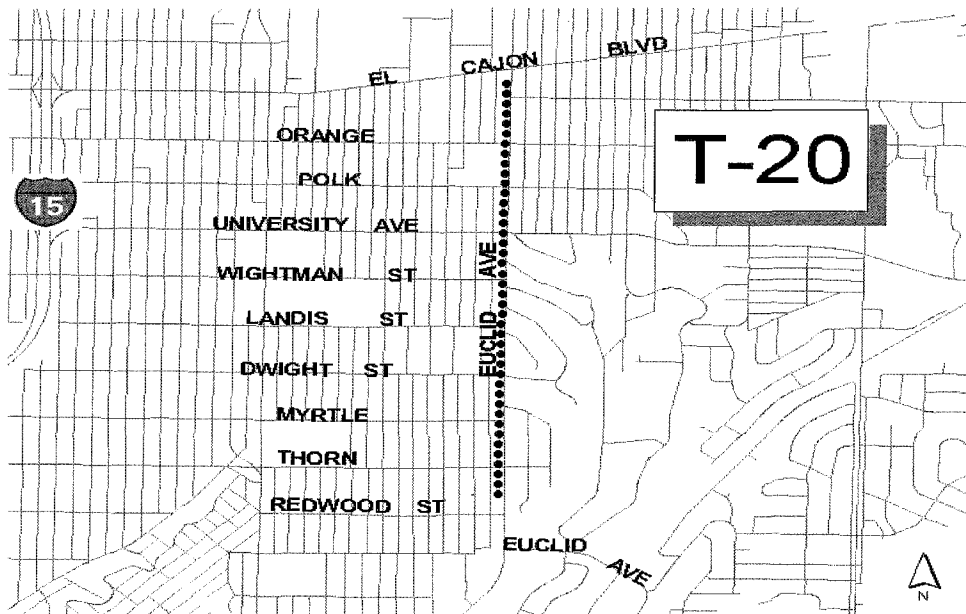 EL CAJON BLVD
ORANGE
T-20
POLK
15
UNIVERSITY AVE
WIGHTMAN ST
EUCLID AVE
LANDIS ST
DWIGHT ST
MYRTLE
THORN
REDWOOD ST
EUCLID AVE
N